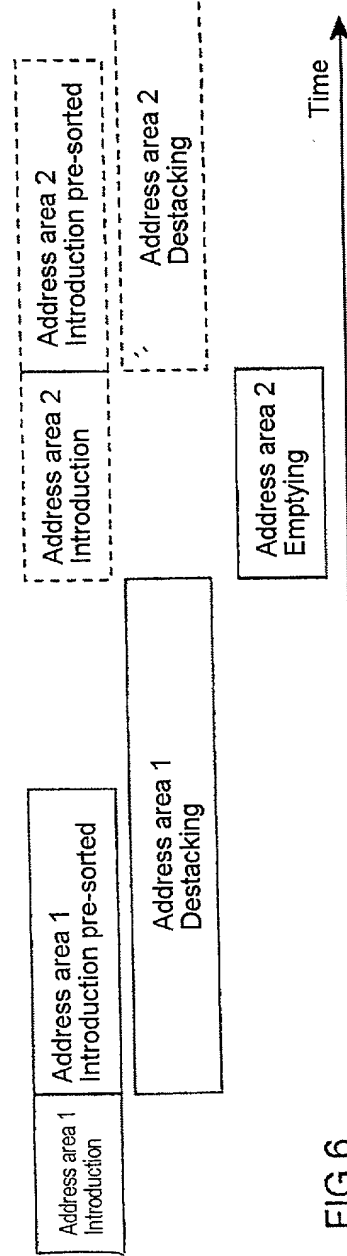 Address area 1
Introduction
Address area 1
Introduction pre-sorted
Address area 2
Introduction
Address area 2
Introduction pre-sorted
Address area 1
Destacking
Address area 2
Destacking
Address area 2
Emptying
Time
FIG 6